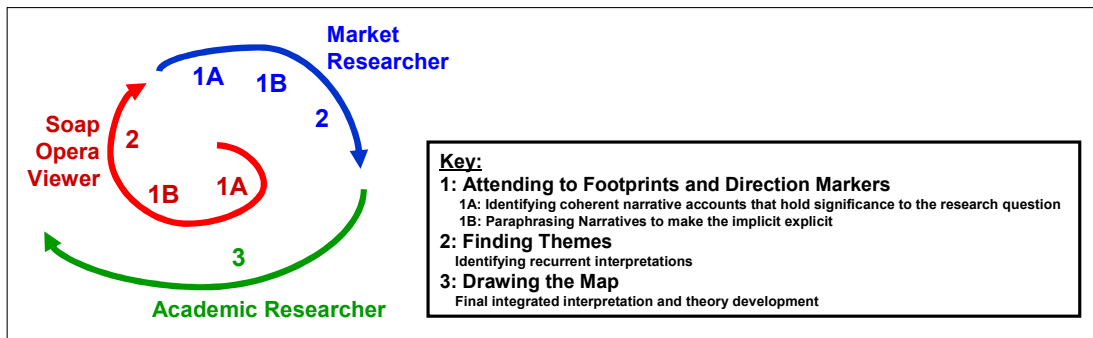 Market
Researcher
1A
1B
2
Soap
Opera
Viewer
2
1B
1A
3
Academic Researcher
Key:
1: Attending to Footprints and Direction Markers
1A: Identifying coherent narrative accounts that hold significance to the research question
1B: Paraphrasing Narratives to make the implicit explicit
2: Finding Themes
Identifying recurrent interpretations
3: Drawing the Map
Final integrated interpretation and theory development